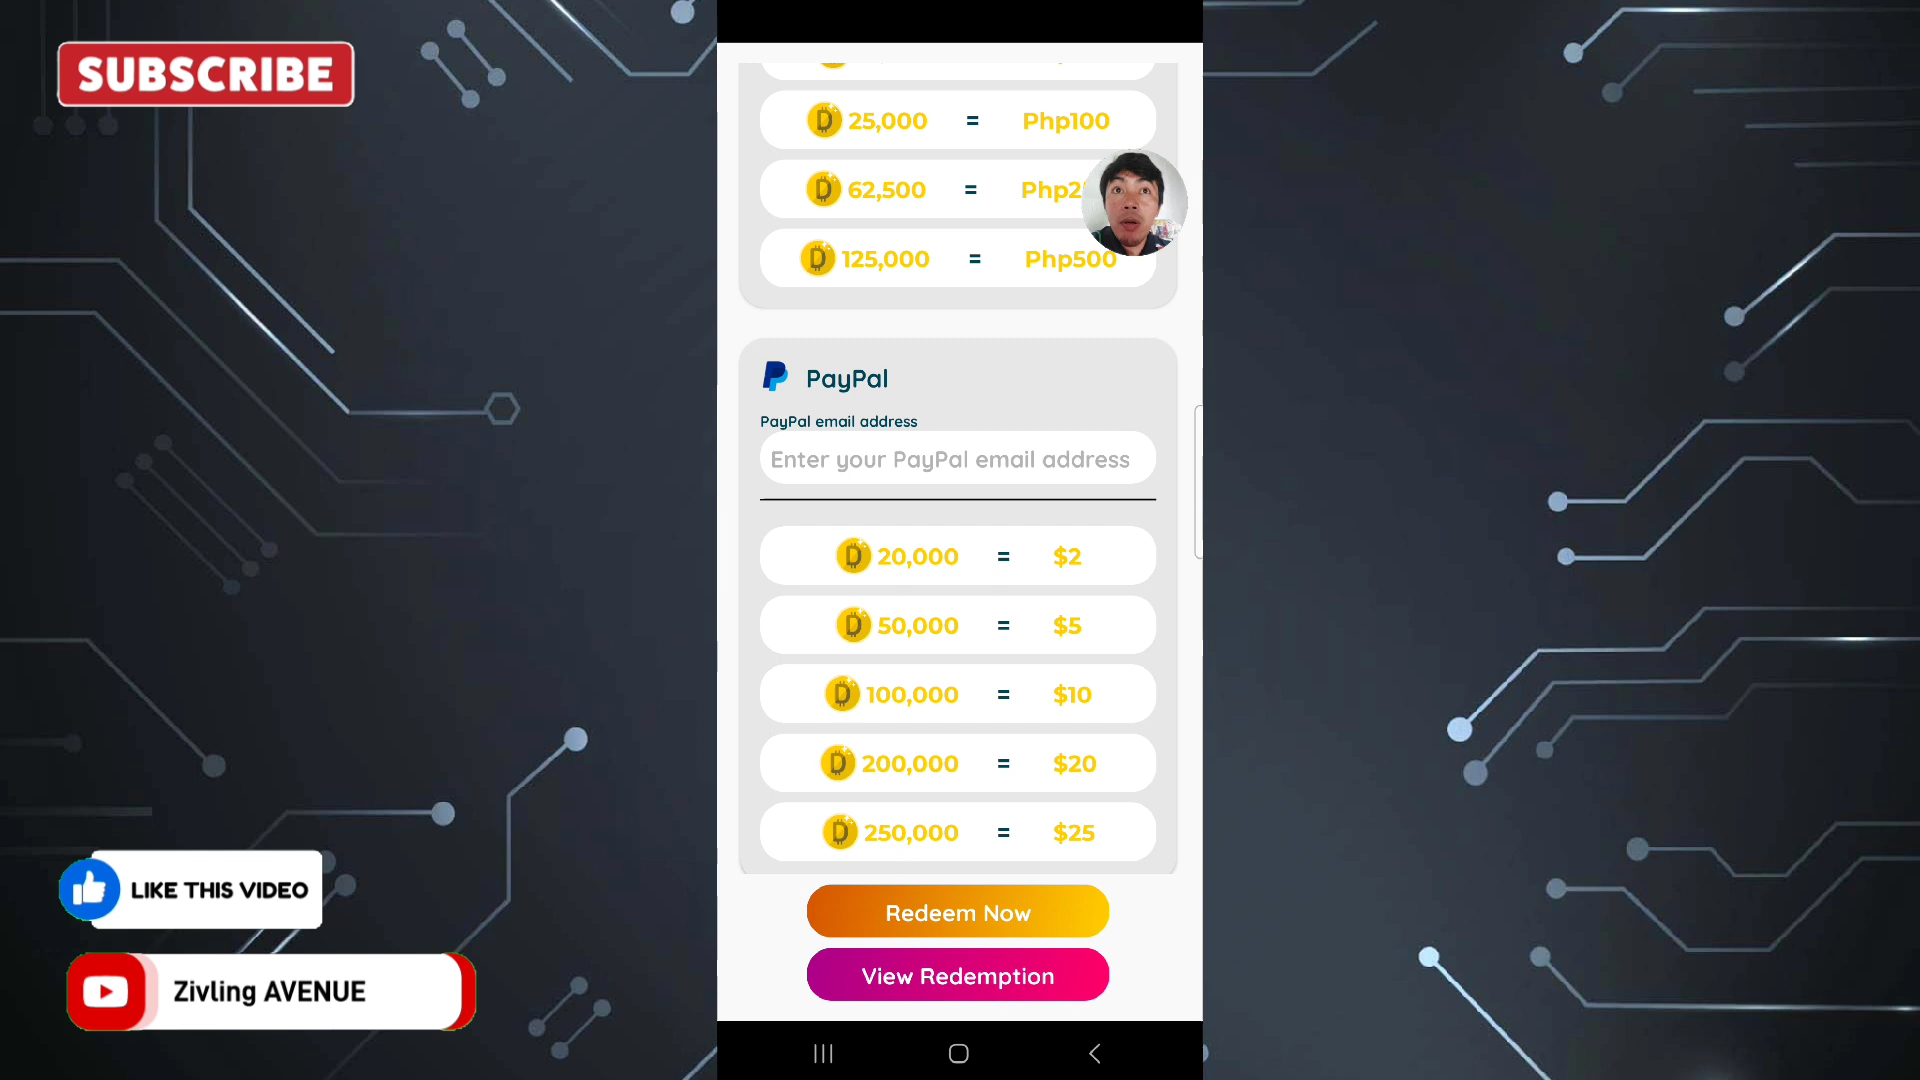 SUBSCRIBE
25,000 = Php100
62,500 = Php2
125,000 = Php500
PayPal
PayPal email address
Enter your PayPal email address
20,000 = $2
50,000 = $5
100,000 = $10
200,000 = $20
250,000 = $25
Redeem Now
View Redemption
LIKE THIS VIDEO
Zivling AVENUE